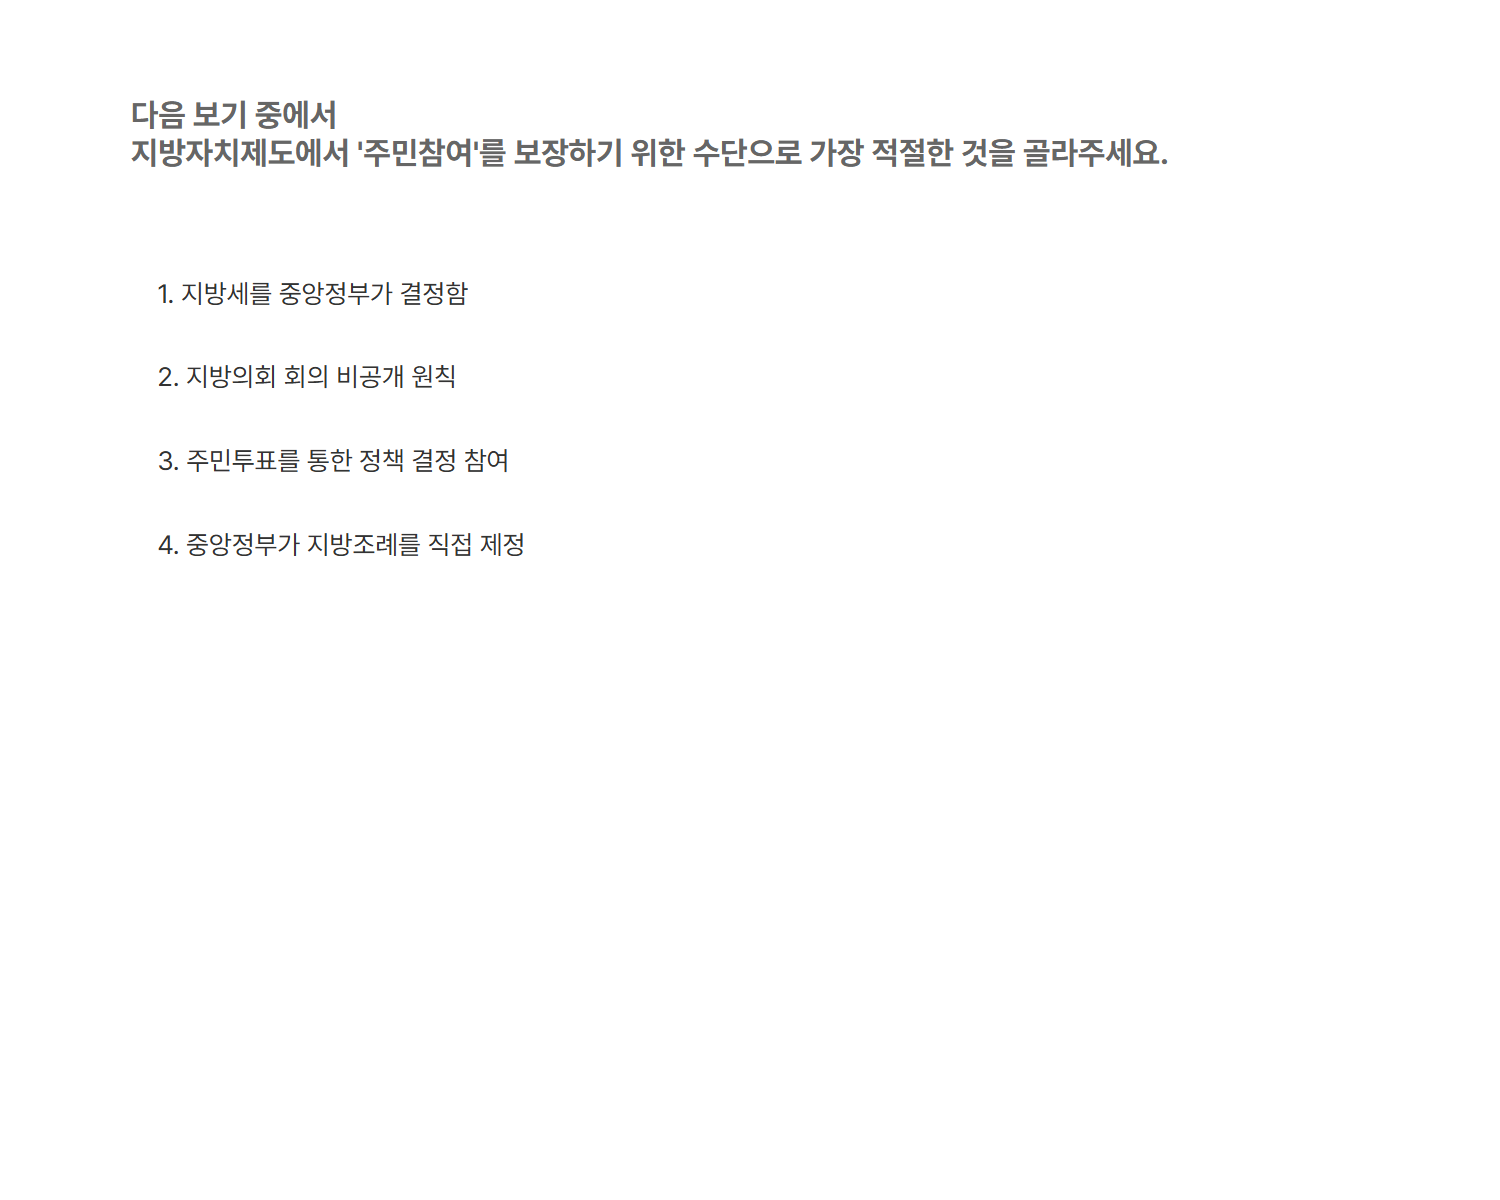 다음 보기 중에서
지방자치제도에서 '주민참여'를 보장하기 위한 수단으로 가장 적절한 것을 골라주세요.
1. 지방세를 중앙정부가 결정함
2. 지방의회 회의 비공개 원칙
3. 주민투표를 통한 정책 결정 참여
4. 중앙정부가 지방조례를 직접 제정